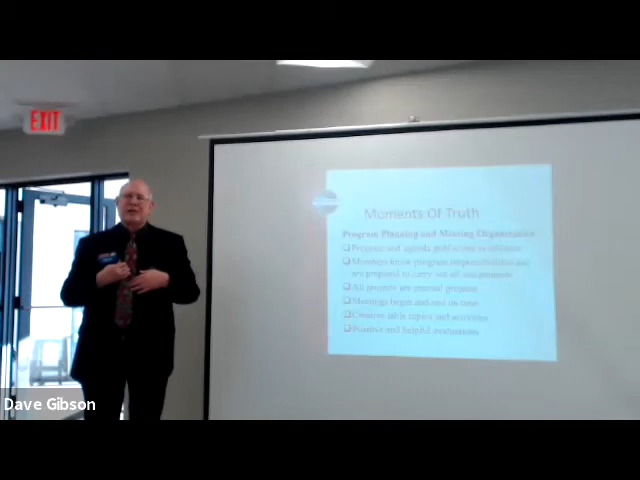 EXIT
Moments Of Truth
Program Planning and Meeting Organization
Program and agenda publicized in advance
Members know program responsibilities and
are prepared to carry out all assignments
All projects are manual projects
Meetings begin and end on time
Creative table topics and activities
Positive and helpful evaluations
Dave Gibson